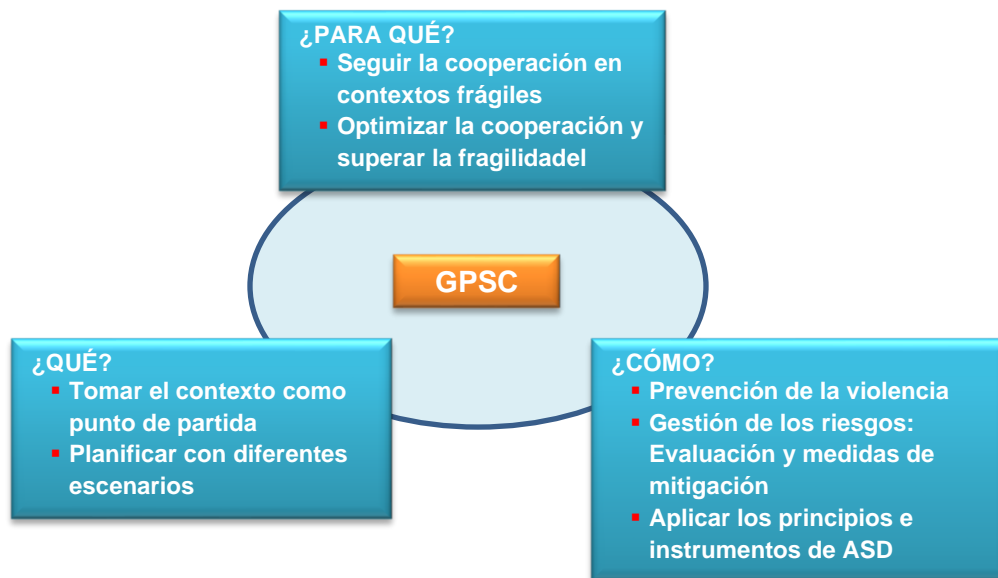 ¿PARA QUÉ?
▪ Seguir la cooperación en
contextos frágiles
▪ Optimizar la cooperación y
superar la fragilidadel
GPSC
¿QUÉ?
▪ Tomar el contexto como
punto de partida
▪ Planificar con diferentes
escenarios
¿CÓMO?
▪ Prevención de la violencia
▪ Gestión de los riesgos:
Evaluación y medidas de
mitigación
▪ Aplicar los principios e
instrumentos de ASD